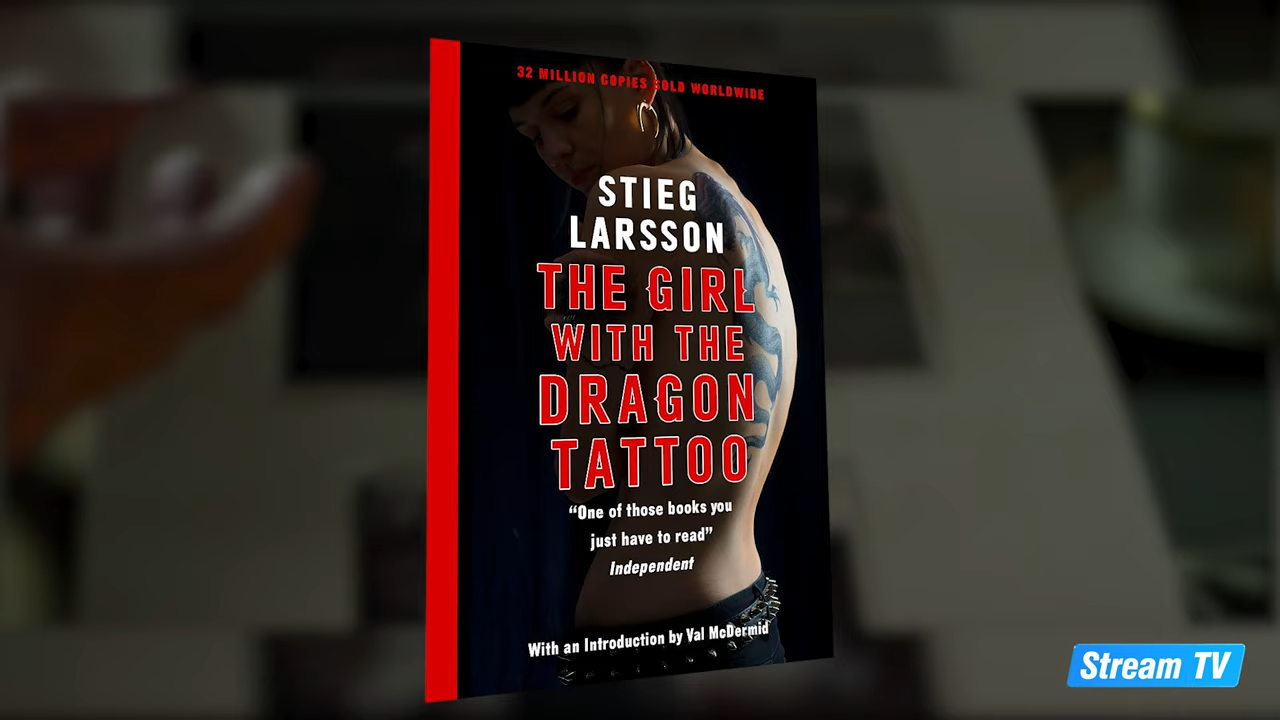 32 MILLION COPIES SOLD WORLDWIDE
STIEG
LARSSON
THE GIRL
WITH THE
DRAGON
TATTOO
“One of those books you
just have to read”
Independent
With an Introduction by Val McDermid
Stream TV